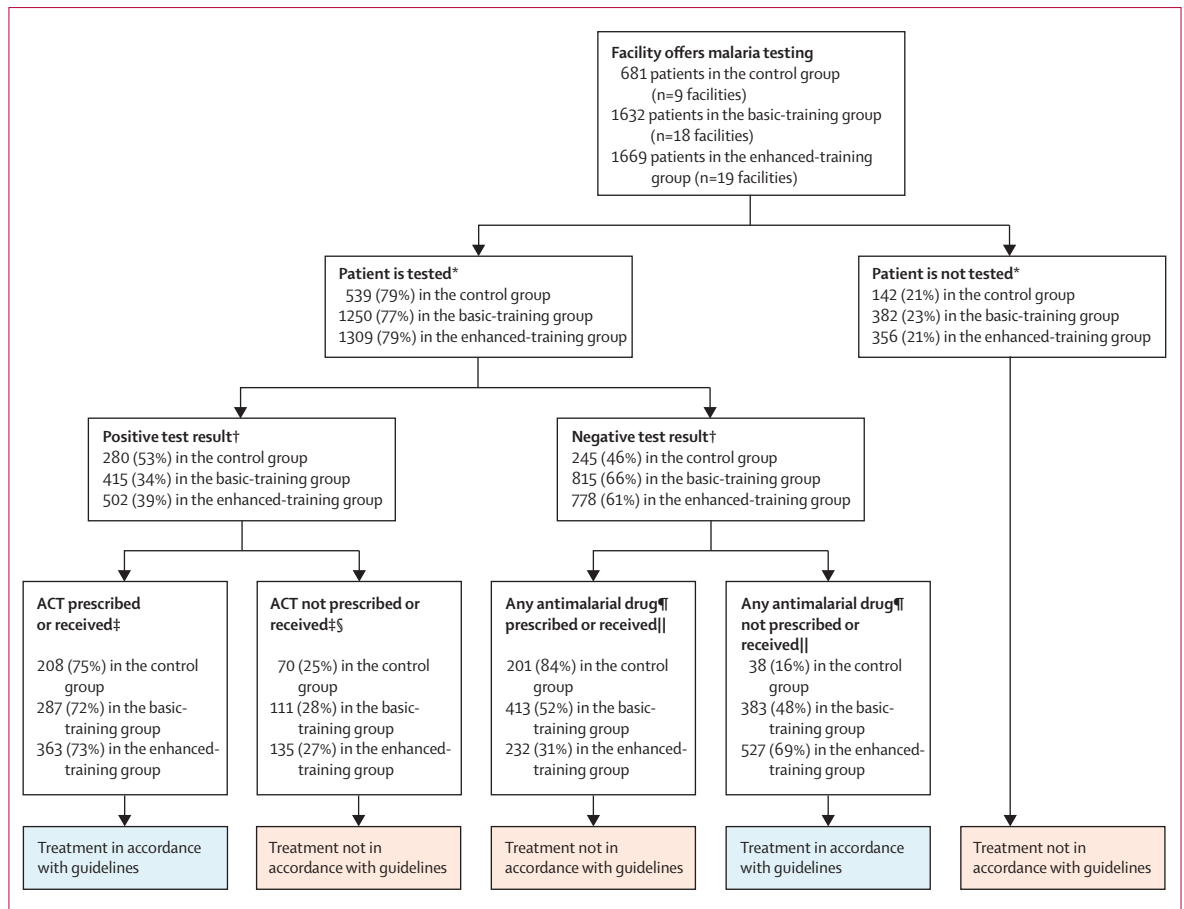 Facility offers malaria testing
681 patients in the control group
(n=9 facilities)
1632 patients in the basic-training group
(n=18 facilities)
1669 patients in the enhanced-training
group (n=19 facilities)
Patient is tested*
539 (79%) in the control group
1250 (77%) in the basic-training group
1309 (79%) in the enhanced-training group
Patient is not tested*
142 (21%) in the control group
382 (23%) in the basic-training group
356 (21%) in the enhanced-training group
Positive test result†
280 (53%) in the control group
415 (34%) in the basic-training group
502 (39%) in the enhanced-training group
Negative test result†
245 (46%) in the control group
815 (66%) in the basic-training group
778 (61%) in the enhanced-training group
ACT prescribed
or received‡
208 (75%) in the control
group
287 (72%) in the basic-
training group
363 (73%) in the enhanced-
training group
ACT not prescribed or
received‡§
70 (25%) in the control
group
111 (28%) in the basic-
training group
135 (27%) in the enhanced-
training group
Any antimalarial drug¶
prescribed or received||
201 (84%) in the control
group
413 (52%) in the basic-
training group
232 (31%) in the enhanced-
training group
Any antimalarial drug¶
not prescribed or
received||
38 (16%) in the control
group
383 (48%) in the basic-
training group
527 (69%) in the enhanced-
training group
Treatment in accordance
with guidelines
Treatment not in
accordance with guidelines
Treatment not in
accordance with guidelines
Treatment in accordance
with guidelines
Treatment not in
accordance with guidelines